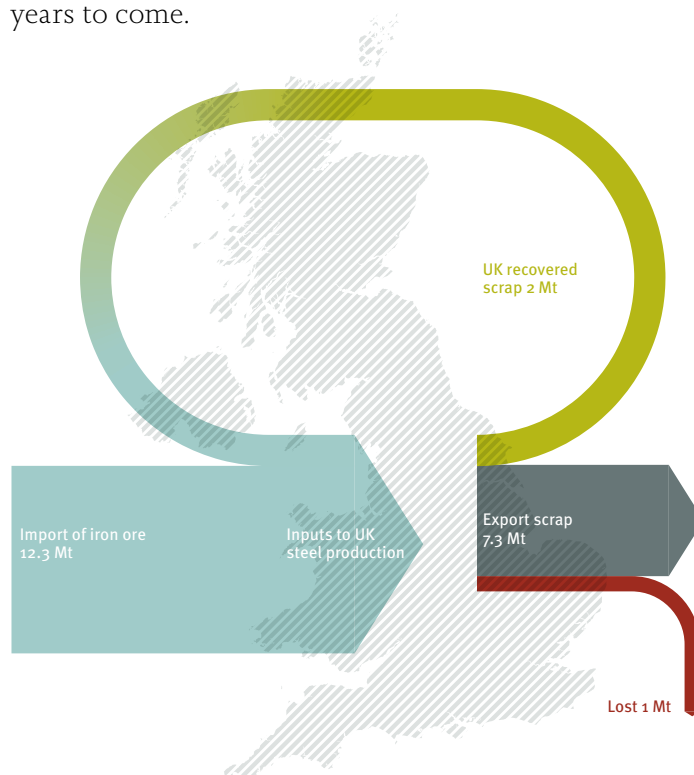 years to come.
UK recovered
scrap 2 Mt
Import of iron ore
12.3 Mt
Inputs to UK
steel production
Export scrap
7.3 Mt
Lost 1 Mt